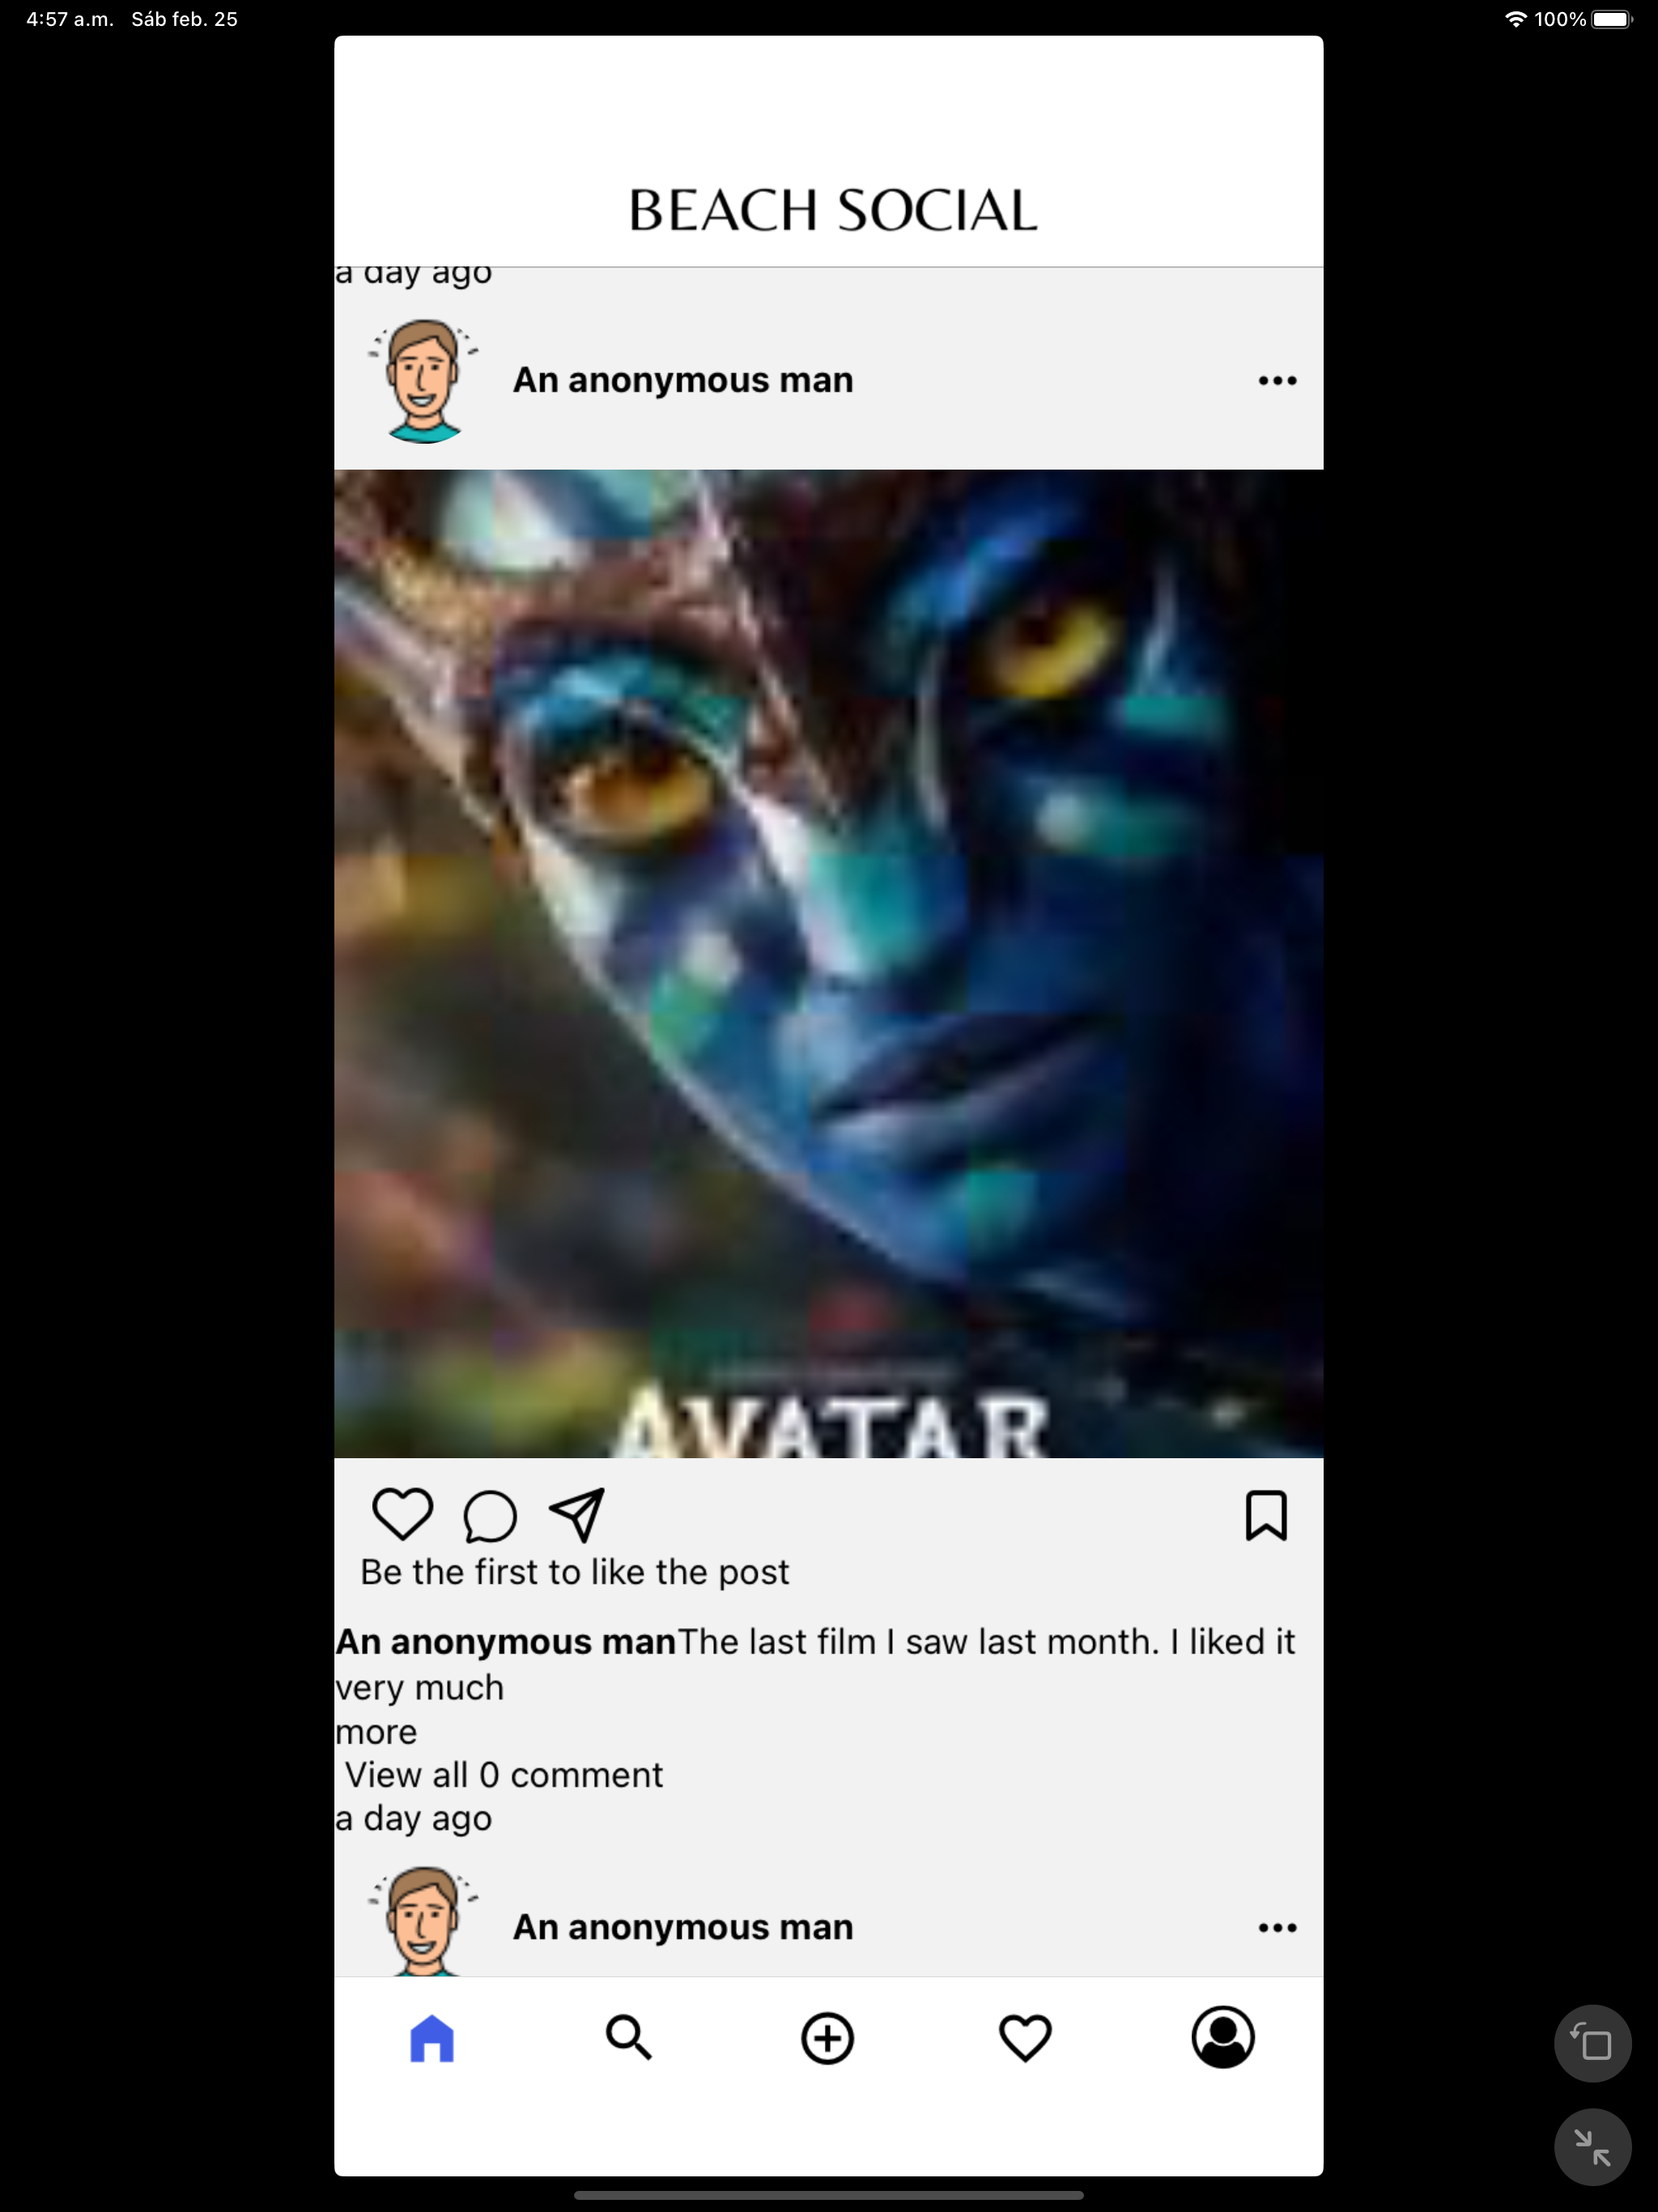 4:57 a.m. Sáb feb. 25
100%
BEACH SOCIAL
a day ago
An anonymous man
AVATAR
Be the first to like the post
An anonymous manThe last film I saw last month. I liked it
very much
more
View all 0 comment
a day ago
An anonymous man